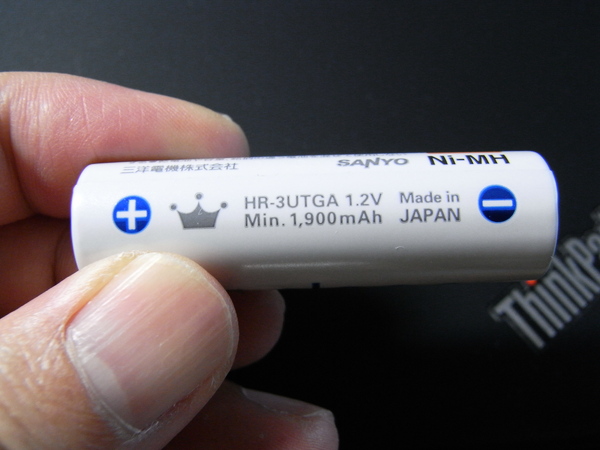 三洋電機株式会社 SANYO Ni-MH
HR-3UTGA 1.2V
Min. 1,900mAh
Made in
JAPAN
ThinkPa